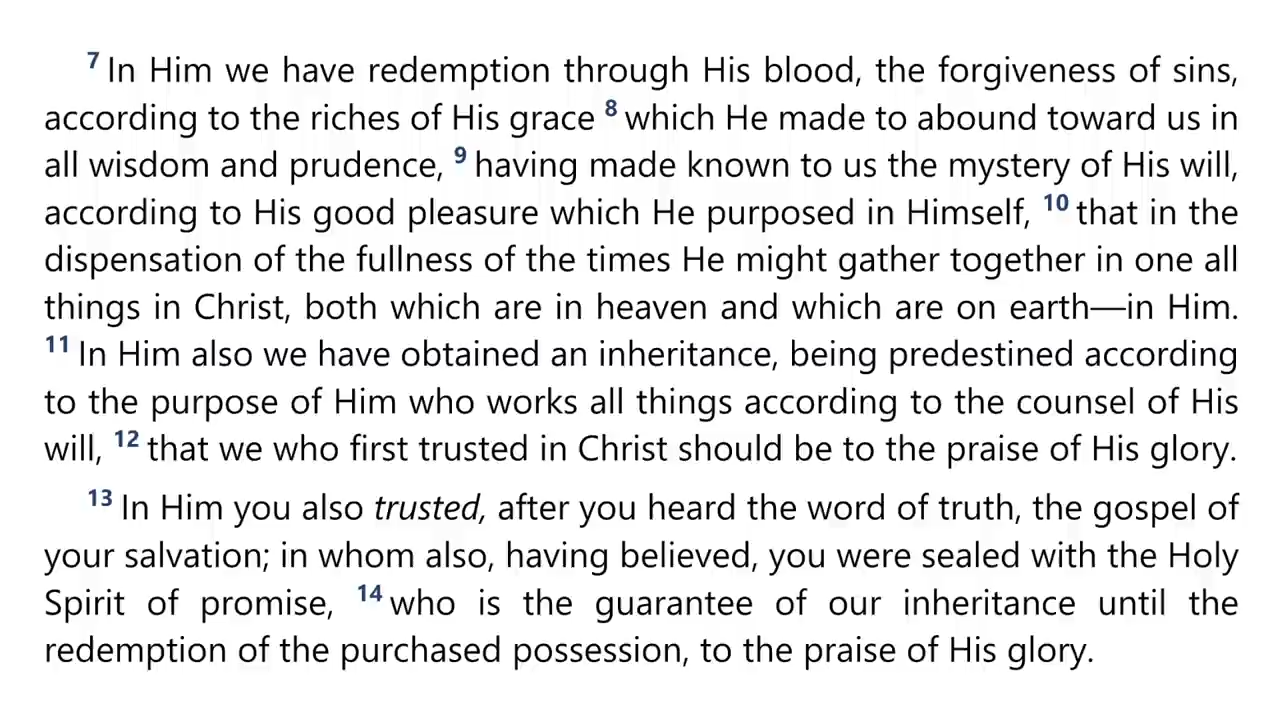 7 In Him we have redemption through His blood, the forgiveness of sins,
according to the riches of His grace 8 which He made to abound toward us in
all wisdom and prudence, 9 having made known to us the mystery of His will,
according to His good pleasure which He purposed in Himself, 10 that in the
dispensation of the fullness of the times He might gather together in one all
things in Christ, both which are in heaven and which are on earth—in Him.
11 In Him also we have obtained an inheritance, being predestined according
to the purpose of Him who works all things according to the counsel of His
will, 12 that we who first trusted in Christ should be to the praise of His glory.
13 In Him you also trusted, after you heard the word of truth, the gospel of
your salvation; in whom also, having believed, you were sealed with the Holy
Spirit of promise, 14 who is the guarantee of our inheritance until the
redemption of the purchased possession, to the praise of His glory.